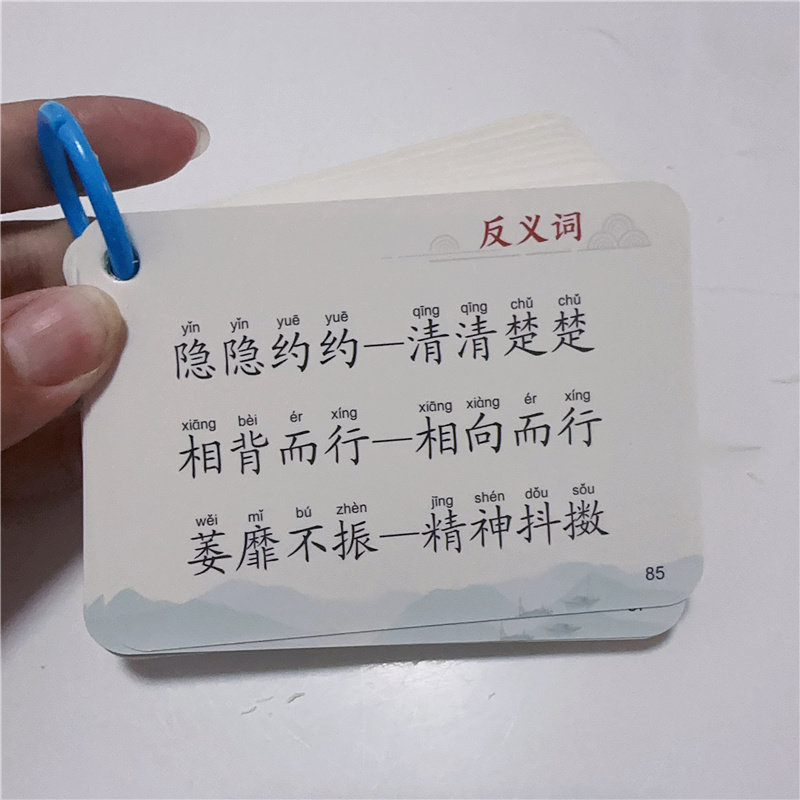 反义词
yǐn yǐn yuē yuē qīng qīng chǔ chǔ
隐隐约约—清清楚楚
xiāng bèi ér xíng xiāng xiàng ér xíng
相背而行—相向而行
wěi mǐ bú zhèn jīng shén dǒu sǒu
萎靡不振—精神抖擞
85